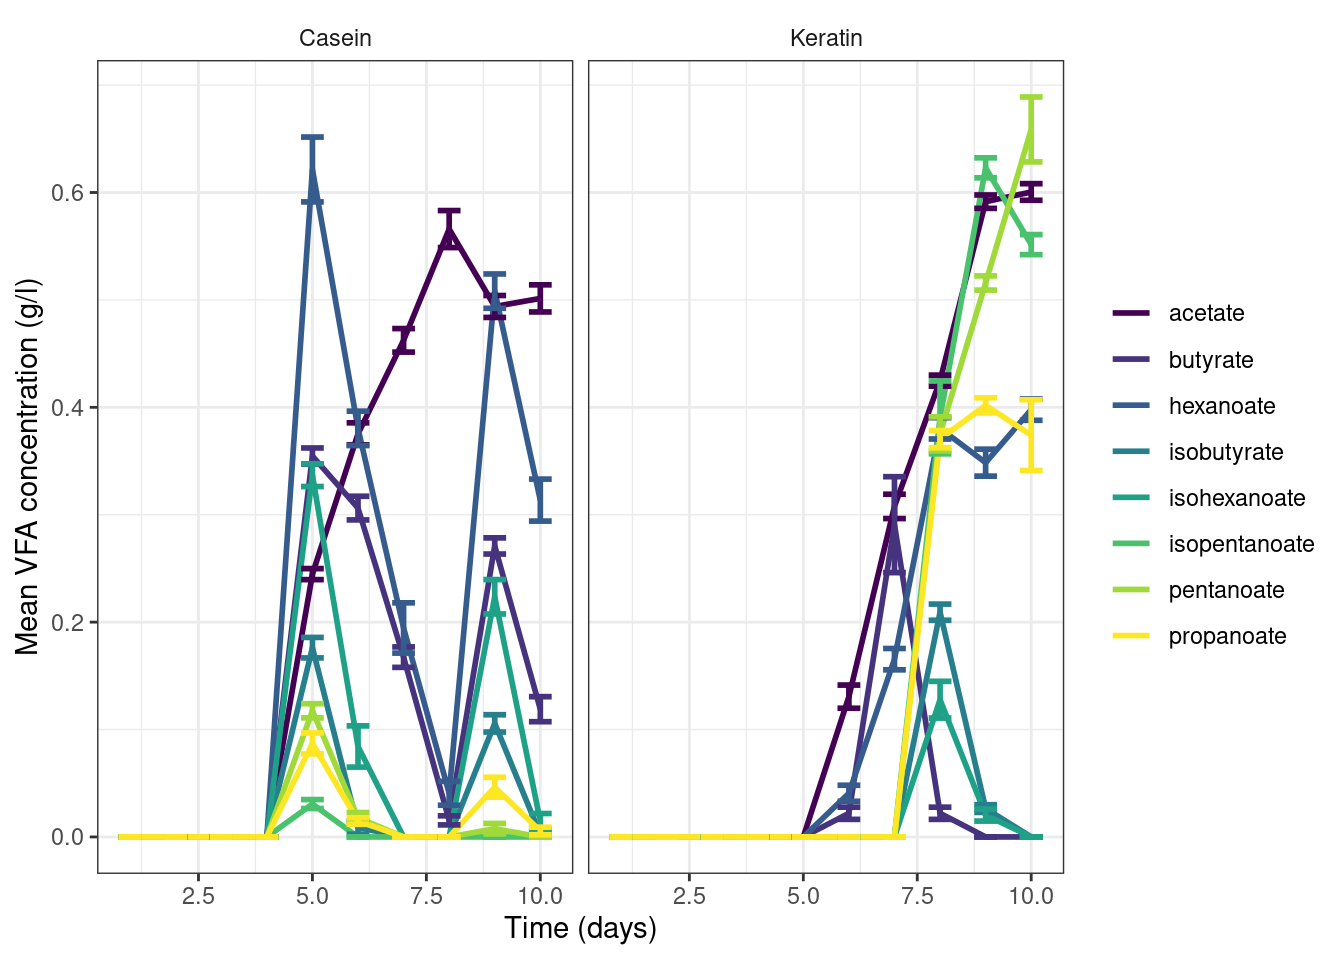 Casein
Keratin
Mean VFA concentration (g/l)
0.6
0.4
0.2
0.0
2.5 5.0 7.5 10.0
2.5 5.0 7.5 10.0
Time (days)
acetate
butyrate
hexanoate
isobutyrate
isohexanoate
isopentanoate
pentanoate
propanoate